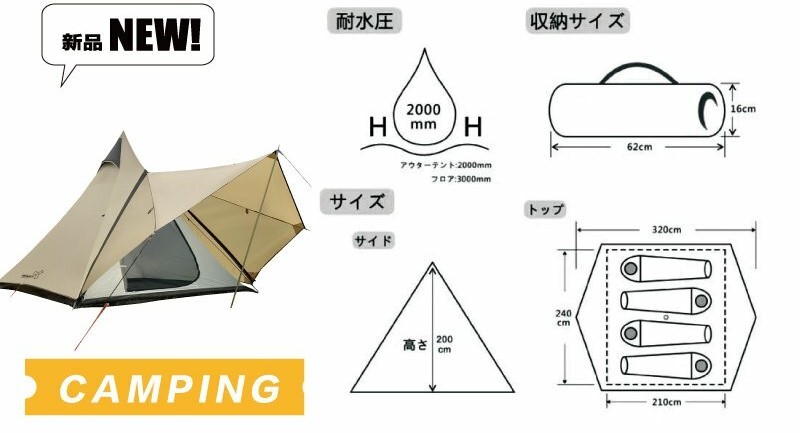 新品 NEW!
CAMPING
耐水圧
2000
mm
H H
アウターテント:2000mm
フロア:3000mm
収納サイズ
16cm
62cm
サイズ
サイド
高さ
200
cm
トップ
320cm
240
cm
210cm